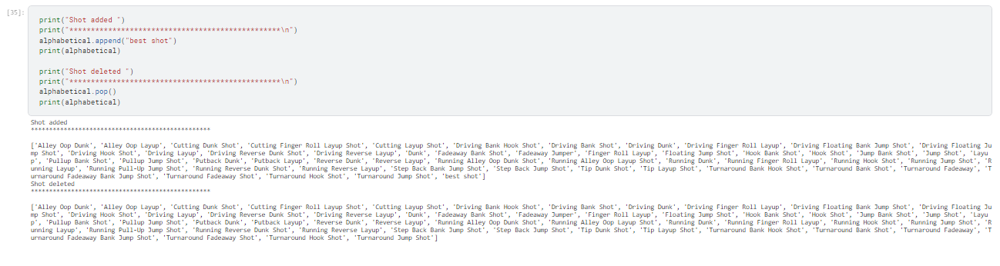 [35]:
print("Shot added ")
print("*************************************************\n")
alphabetical.append("best shot")
print(alphabetical)
print("Shot deleted ")
print("*************************************************\n")
alphabetical.pop()
print(alphabetical)
Shot added
*************************************************
['Alley Oop Dunk', 'Alley Oop Layup', 'Cutting Dunk Shot', 'Cutting Finger Roll Layup Shot', 'Cutting Layup Shot', 'Driving Bank Hook Shot', 'Driving Bank Shot', 'Driving Dunk', 'Driving Finger Roll Layup', 'Driving Floating Bank Jump Shot', 'Driving Floating Ju
mp Shot', 'Driving Hook Shot', 'Driving Layup', 'Driving Reverse Dunk Shot', 'Driving Reverse Layup', 'Dunk', 'Fadeaway Bank Shot', 'Fadeaway Jumper', 'Finger Roll Layup', 'Floating Jump Shot', 'Hook Bank Shot', 'Hook Shot', 'Jump Bank Shot', 'Jump Shot', 'Layu
p', 'Pullup Bank Shot', 'Pullup Jump Shot', 'Putback Dunk', 'Putback Layup', 'Reverse Dunk', 'Reverse Layup', 'Running Alley Oop Dunk Shot', 'Running Alley Oop Layup Shot', 'Running Dunk', 'Running Finger Roll Layup', 'Running Hook Shot', 'Running Jump Shot', 'R
unning Layup', 'Running Pull-Up Jump Shot', 'Running Reverse Dunk Shot', 'Running Reverse Layup', 'Step Back Bank Jump Shot', 'Step Back Jump Shot', 'Tip Dunk Shot', 'Tip Layup Shot', 'Turnaround Bank Hook Shot', 'Turnaround Bank Shot', 'Turnaround Fadeaway', 'T
urnaround Fadeaway Bank Jump Shot', 'Turnaround Fadeaway Shot', 'Turnaround Hook Shot', 'Turnaround Jump Shot', 'best shot']
Shot deleted
*************************************************
['Alley Oop Dunk', 'Alley Oop Layup', 'Cutting Dunk Shot', 'Cutting Finger Roll Layup Shot', 'Cutting Layup Shot', 'Driving Bank Hook Shot', 'Driving Bank Shot', 'Driving Dunk', 'Driving Finger Roll Layup', 'Driving Floating Bank Jump Shot', 'Driving Floating Ju
mp Shot', 'Driving Hook Shot', 'Driving Layup', 'Driving Reverse Dunk Shot', 'Driving Reverse Layup', 'Dunk', 'Fadeaway Bank Shot', 'Fadeaway Jumper', 'Finger Roll Layup', 'Floating Jump Shot', 'Hook Bank Shot', 'Hook Shot', 'Jump Bank Shot', 'Jump Shot', 'Layu
p', 'Pullup Bank Shot', 'Pullup Jump Shot', 'Putback Dunk', 'Putback Layup', 'Reverse Dunk', 'Reverse Layup', 'Running Alley Oop Dunk Shot', 'Running Alley Oop Layup Shot', 'Running Dunk', 'Running Finger Roll Layup', 'Running Hook Shot', 'Running Jump Shot', 'R
unning Layup', 'Running Pull-Up Jump Shot', 'Running Reverse Dunk Shot', 'Running Reverse Layup', 'Step Back Bank Jump Shot', 'Step Back Jump Shot', 'Tip Dunk Shot', 'Tip Layup Shot', 'Turnaround Bank Hook Shot', 'Turnaround Bank Shot', 'Turnaround Fadeaway', 'T
urnaround Fadeaway Bank Jump Shot', 'Turnaround Fadeaway Shot', 'Turnaround Hook Shot', 'Turnaround Jump Shot']